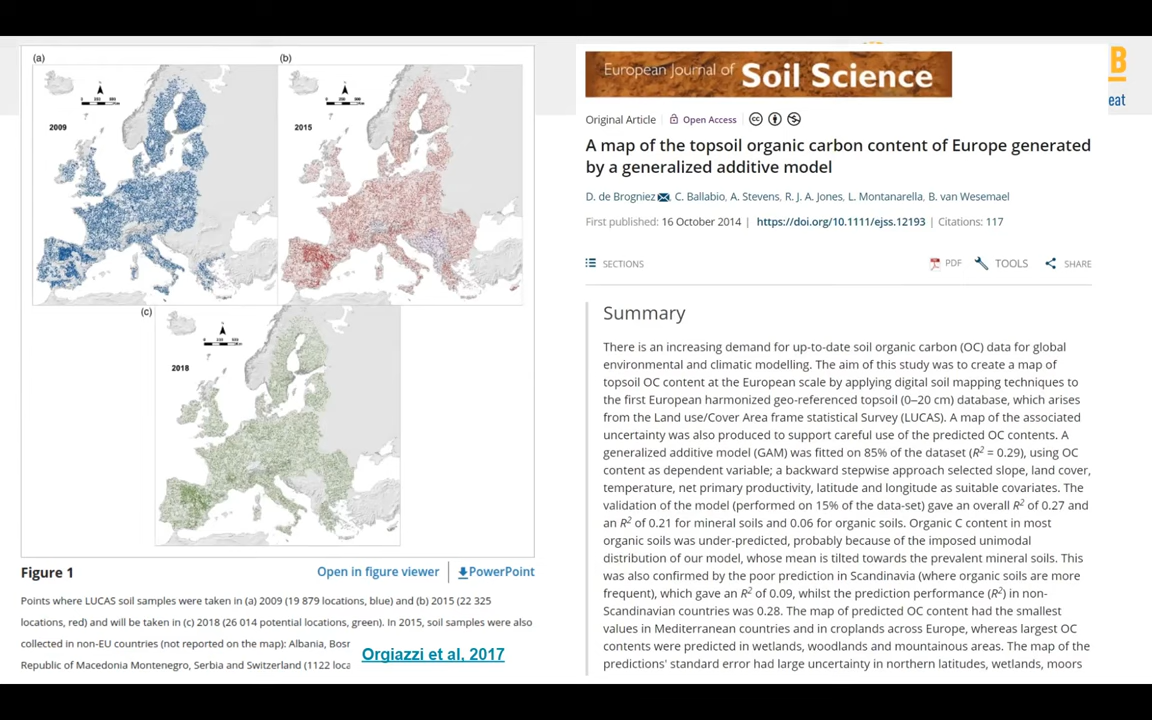 (a)
(b)
2009
2015
(c)
2018
Figure 1
Open in figure viewer
PowerPoint
Points where LUCAS soil samples were taken in (a) 2009 (19 879 locations, blue) and (b) 2015 (22 325
locations, red) and will be taken in (c) 2018 (26 014 potential locations, green). In 2015, soil samples were also
collected in non-EU countries (not reported on the map): Albania, Bosr
Republic of Macedonia Montenegro, Serbia and Switzerland (1122 loca
Orgiazzi et al, 2017
European Journal of Soil Science
B
eat
Original Article | Open Access
A map of the topsoil organic carbon content of Europe generated
by a generalized additive model
D. de Brogniez, C. Ballabio, A. Stevens, R. J. A. Jones, L. Montanarella, B. van Wesemael
First published: 16 October 2014 | https://doi.org/10.1111/ejss.12193 | Citations: 117
SECTIONS
PDF TOOLS SHARE
Summary
There is an increasing demand for up-to-date soil organic carbon (OC) data for global
environmental and climatic modelling. The aim of this study was to create a map of
topsoil OC content at the European scale by applying digital soil mapping techniques to
the first European harmonized geo-referenced topsoil (0–20 cm) database, which arises
from the Land use/Cover Area frame statistical Survey (LUCAS). A map of the associated
uncertainty was also produced to support careful use of the predicted OC contents. A
generalized additive model (GAM) was fitted on 85% of the dataset (R² = 0.29), using OC
content as dependent variable; a backward stepwise approach selected slope, land cover,
temperature, net primary productivity, latitude and longitude as suitable covariates. The
validation of the model (performed on 15% of the data-set) gave an overall R² of 0.27 and
an R² of 0.21 for mineral soils and 0.06 for organic soils. Organic C content in most
organic soils was under-predicted, probably because of the imposed unimodal
distribution of our model, whose mean is tilted towards the prevalent mineral soils. This
was also confirmed by the poor prediction in Scandinavia (where organic soils are more
frequent), which gave an R² of 0.09, whilst the prediction performance (R²) in non-
Scandinavian countries was 0.28. The map of predicted OC content had the smallest
values in Mediterranean countries and in croplands across Europe, whereas largest OC
contents were predicted in wetlands, woodlands and mountainous areas. The map of the
predictions' standard error had large uncertainty in northern latitudes, wetlands, moors